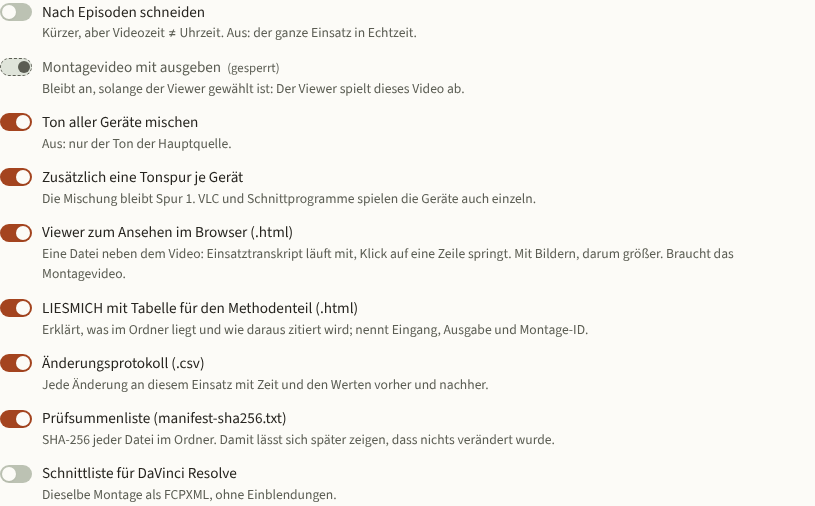 Nach Episoden schneiden
Kürzer, aber Videozeit ≠ Uhrzeit. Aus: der ganze Einsatz in Echtzeit.
Montagevideo mit ausgeben (gesperrt)
Bleibt an, solange der Viewer gewählt ist: Der Viewer spielt dieses Video ab.
Ton aller Geräte mischen
Aus: nur der Ton der Hauptquelle.
Zusätzlich eine Tonspur je Gerät
Die Mischung bleibt Spur 1. VLC und Schnittprogramme spielen die Geräte auch einzeln.
Viewer zum Ansehen im Browser (.html)
Eine Datei neben dem Video: Einsatztranskript läuft mit, Klick auf eine Zeile springt. Mit Bildern, darum größer. Braucht das
Montagevideo.
LIESMICH mit Tabelle für den Methodenteil (.html)
Erklärt, was im Ordner liegt und wie daraus zitiert wird; nennt Eingang, Ausgabe und Montage-ID.
Änderungsprotokoll (.csv)
Jede Änderung an diesem Einsatz mit Zeit und den Werten vorher und nachher.
Prüfsummenliste (manifest-sha256.txt)
SHA-256 jeder Datei im Ordner. Damit lässt sich später zeigen, dass nichts verändert wurde.
Schnittliste für DaVinci Resolve
Dieselbe Montage als FCPXML, ohne Einblendungen.